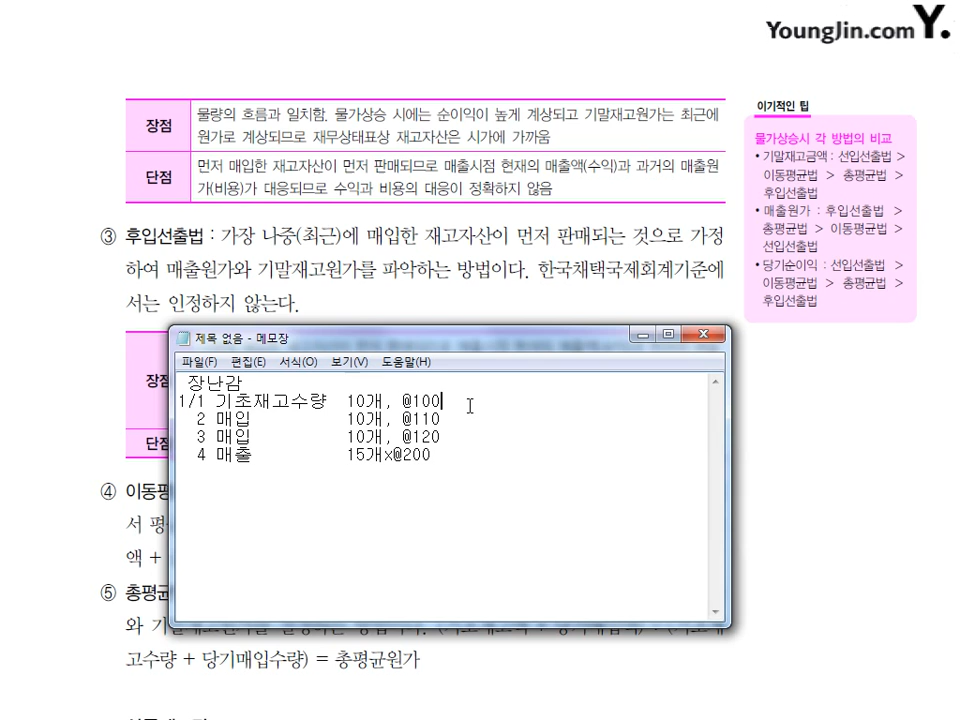 YoungJin.com Y.
장점
물량의 흐름과 일치함. 물가상승 시에는 순이익이 높게 계상되고 기말재고원가는 최근에
원가로 계상되므로 재무상태표상 재고자산은 시가에 가까움
단점
먼저 매입한 재고자산이 먼저 판매되므로 매출시점 현재의 매출액(수익)과 과거의 매출원
가(비용)가 대응되므로 수익과 비용의 대응이 정확하지 않음
이기적인 팁
물가상승시 각 방법의 비교
• 기말재고금액 : 선입선출법 >
이동평균법 > 총평균법 >
후입선출법
• 매출원가 : 후입선출법 >
총평균법 > 이동평균법 >
선입선출법
• 당기순이익 : 선입선출법 >
이동평균법 > 총평균법 >
후입선출법
③ 후입선출법 : 가장 나중(최근)에 매입한 재고자산이 먼저 판매되는 것으로 가정
하여 매출원가와 기말재고원가를 파악하는 방법이다. 한국채택국제회계기준에
서는 인정하지 않는다.
제목 없음 - 메모장
파일(F) 편집(E) 서식(O) 보기(V) 도움말(H)
장난감
1/1 기초재고수량 10개, @100
2 매입 10개, @110
3 매입 10개, @120
4 매출 15개x@200
단점
④ 이동평
서 평
액 +
⑤ 총평균
와
고수량 + 당기매입수량) = 총평균원가